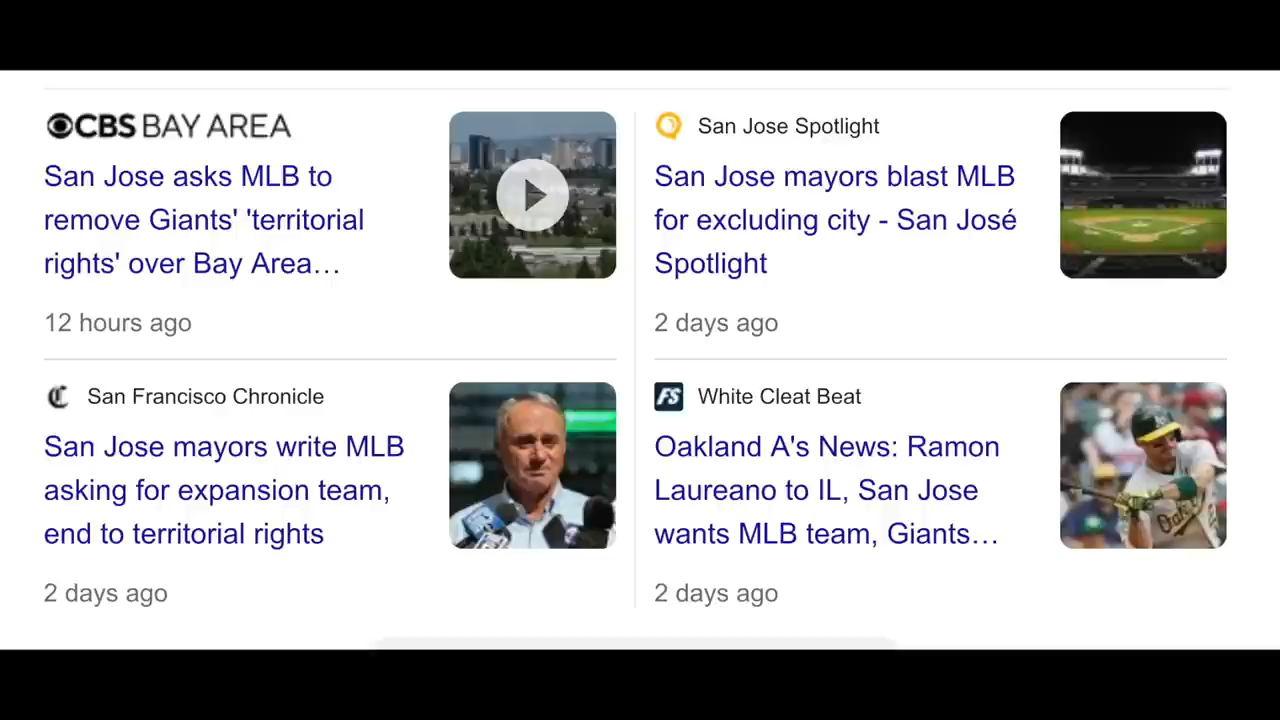 CBS BAY AREA
San Jose asks MLB to
remove Giants' 'territorial
rights' over Bay Area…
12 hours ago
San Jose Spotlight
San Jose mayors blast MLB
for excluding city - San José
Spotlight
2 days ago
San Francisco Chronicle
San Jose mayors write MLB
asking for expansion team,
end to territorial rights
2 days ago
FS White Cleat Beat
Oakland A's News: Ramon
Laureano to IL, San Jose
wants MLB team, Giants…
2 days ago